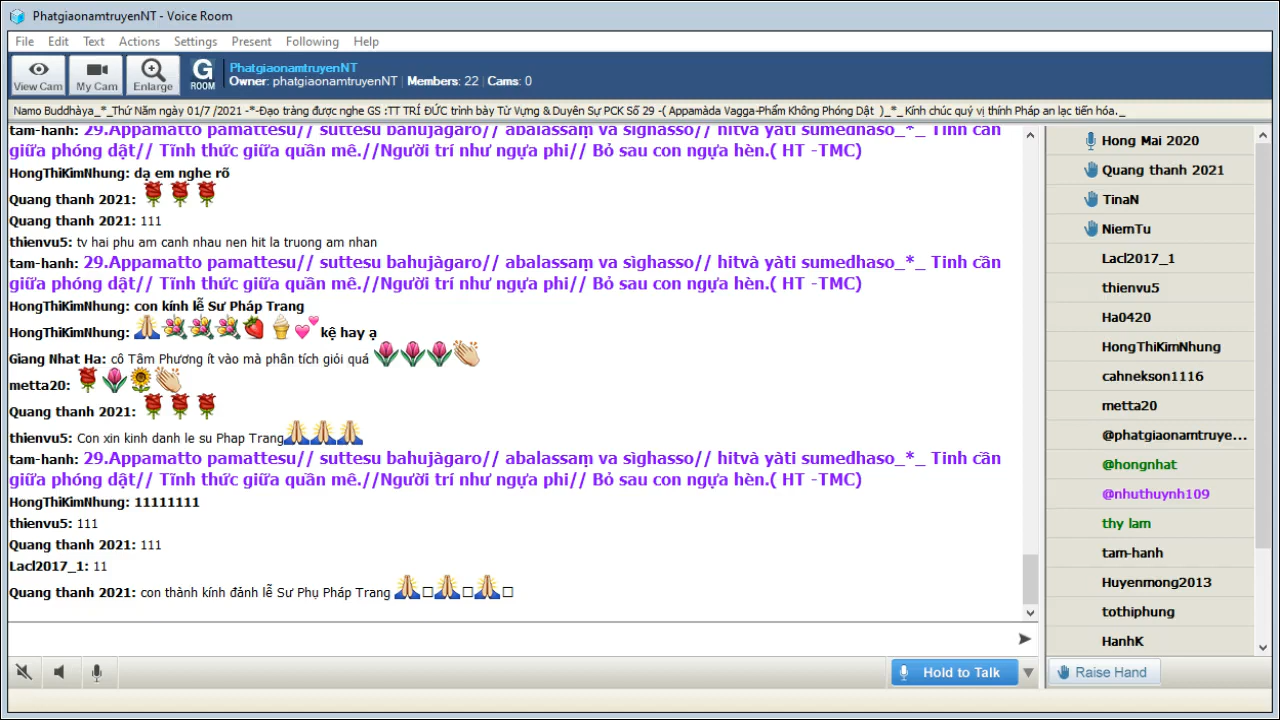 PhatgiaonamtruyenNT - Voice Room
File Edit Text Actions Settings Present Following Help
View Cam My Cam Enlarge G ROOM
PhatgiaonamtruyenNT
Owner: phatgiaonamtruyenNT Members: 22 Cams: 0
Namo Buddhàya_*_Thứ Năm ngày 01/7 /2021 -*-Đạo tràng được nghe GS :TT TRÍ ĐỨC trình bày Từ Vựng & Duyên Sự PCK Số 29 -( Appamàda Vagga-Phẩm Không Phóng Dật )_*_ Kính chúc quý vị thính Pháp an lạc tiến hóa._
tam-hanh: 29.Appamatto pamattesu// suttesu bahujàgaro// abalassaṃ va sìghasso// hitvà yàti sumedhaso_*_ Tinh cần
giữa phóng dật// Tĩnh thức giữa quần mê.//Người trí như ngựa phi// Bỏ sau con ngựa hèn.( HT -TMC)
HongThiKimNhung: dạ em nghe rõ
Quang thanh 2021:
Quang thanh 2021: 111
thienvu5: tv hai phu am canh nhau nen hit la truong am nhan
tam-hanh: 29.Appamatto pamattesu// suttesu bahujàgaro// abalassaṃ va sìghasso// hitvà yàti sumedhaso_*_ Tinh cần
giữa phóng dật// Tĩnh thức giữa quần mê.//Người trí như ngựa phi// Bỏ sau con ngựa hèn.( HT -TMC)
HongThiKimNhung: con kính lễ Sư Pháp Trang
HongThiKimNhung: kệ hay ạ
Giang Nhat Ha: cô Tâm Phương ít vào mà phân tích giỏi quá
metta20:
Quang thanh 2021:
thienvu5: Con xin kinh danh le su Phap Trang
tam-hanh: 29.Appamatto pamattesu// suttesu bahujàgaro// abalassaṃ va sìghasso// hitvà yàti sumedhaso_*_ Tinh cần
giữa phóng dật// Tĩnh thức giữa quần mê.//Người trí như ngựa phi// Bỏ sau con ngựa hèn.( HT -TMC)
HongThiKimNhung: 11111111
thienvu5: 111
Quang thanh 2021: 111
Lacl2017_1: 11
Quang thanh 2021: con thành kính đảnh lễ Sư Phụ Pháp Trang
Hong Mai 2020
Quang thanh 2021
TinaN
NiemTu
Lacl2017_1
thienvu5
Ha0420
HongThiKimNhung
cahnekson1116
metta20
@phatgiaonamtruye...
@hongnhat
@nhuthuynh109
thy lam
tam-hanh
Huyenmong2013
tothiphung
HanhK
Hold to Talk
Raise Hand